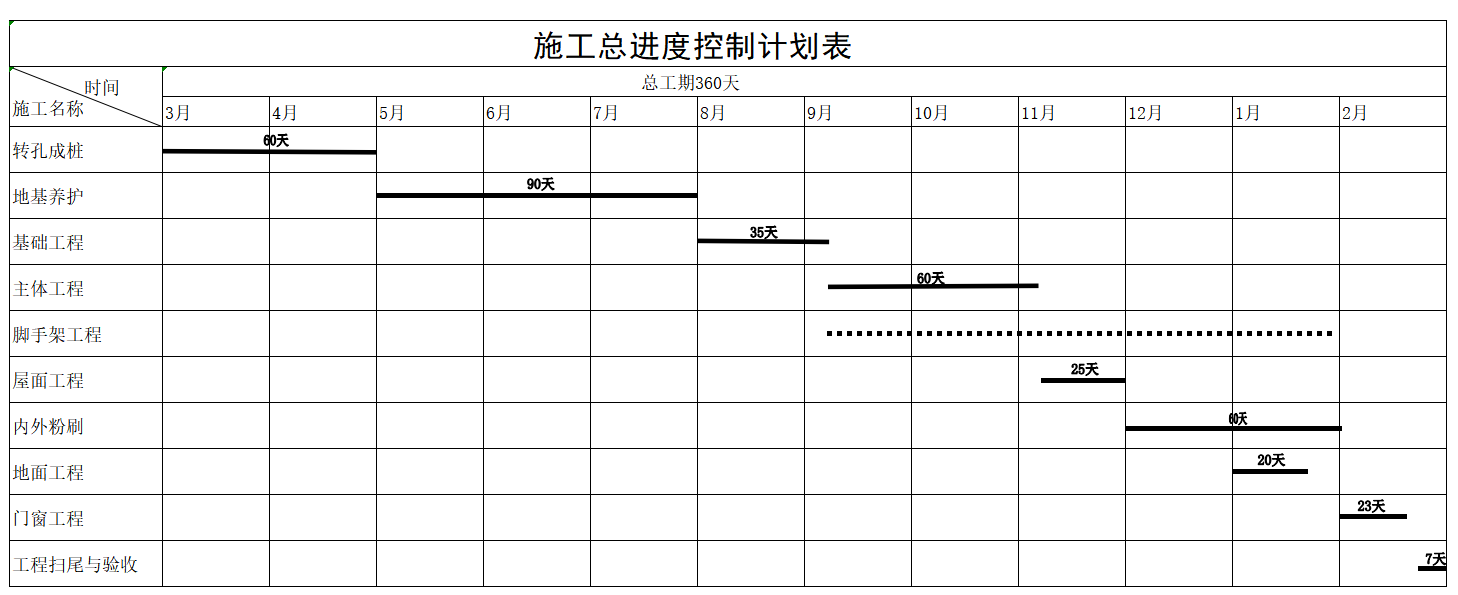 施工总进度控制计划表
时间
施工名称
总工期360天
3月 4月 5月 6月 7月 8月 9月 10月 11月 12月 1月 2月
转孔成桩 60天
地基养护 90天
基础工程 35天
主体工程 60天
脚手架工程
屋面工程 25天
内外粉刷 60天
地面工程 20天
门窗工程 23天
工程扫尾与验收 7天